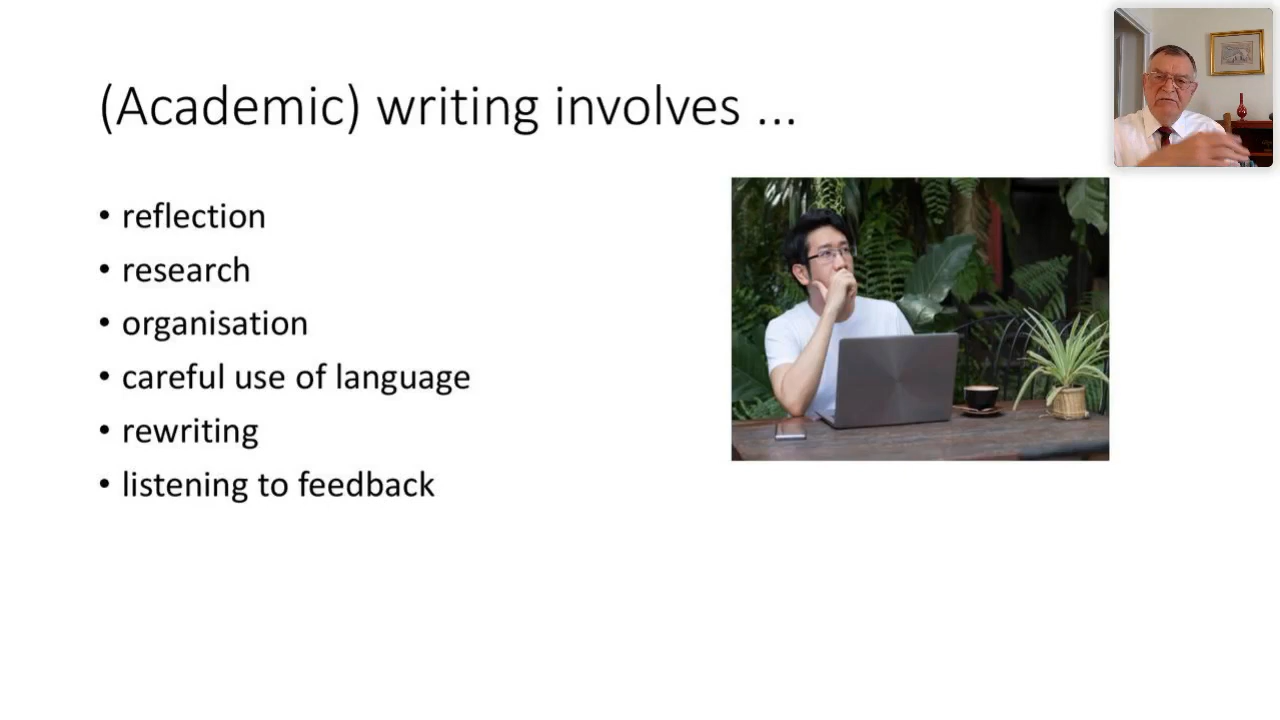 (Academic) writing involves ...
• reflection
• research
• organisation
• careful use of language
• rewriting
• listening to feedback